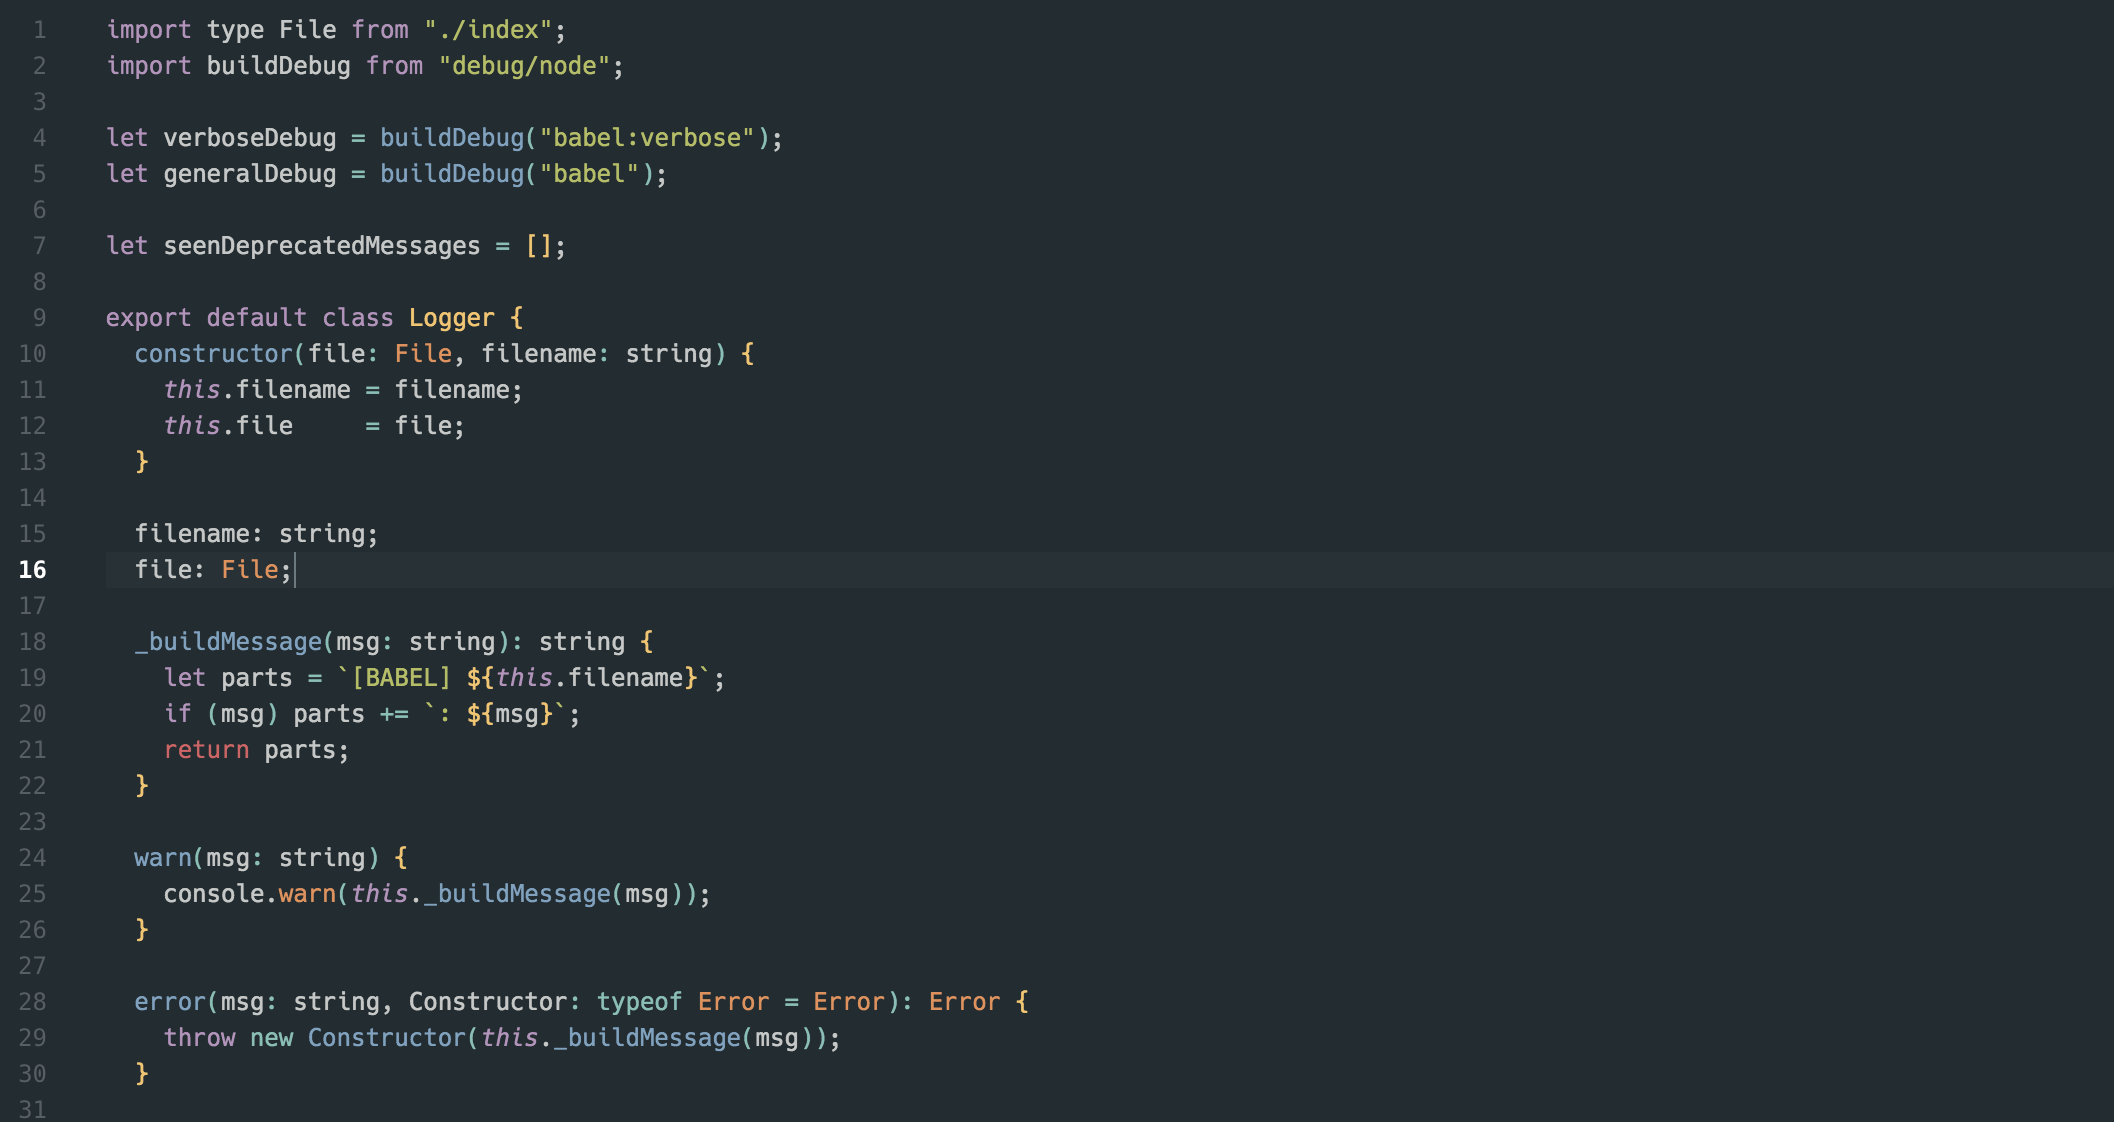 1 import type File from "./index";
2 import buildDebug from "debug/node";
3
4 let verboseDebug = buildDebug("babel:verbose");
5 let generalDebug = buildDebug("babel");
6
7 let seenDeprecatedMessages = [];
8
9 export default class Logger {
10   constructor(file: File, filename: string) {
11     this.filename = filename;
12     this.file     = file;
13   }
14
15   filename: string;
16   file: File;
17
18   _buildMessage(msg: string): string {
19     let parts = `[BABEL] ${this.filename}`;
20     if (msg) parts += `: ${msg}`;
21     return parts;
22   }
23
24   warn(msg: string) {
25     console.warn(this._buildMessage(msg));
26   }
27
28   error(msg: string, Constructor: typeof Error = Error): Error {
29     throw new Constructor(this._buildMessage(msg));
30   }
31